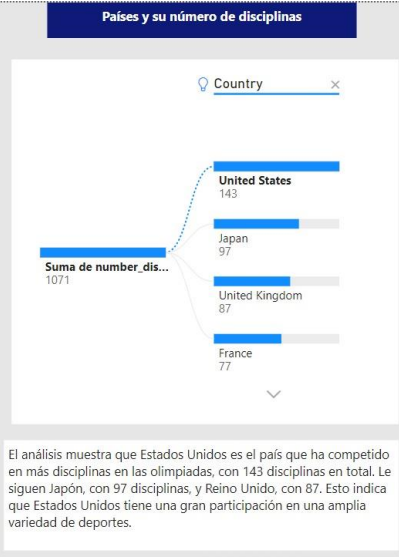 Países y su número de disciplinas
Country
United States
143
Japan
97
Suma de number_dis...
1071
United Kingdom
87
France
77
El análisis muestra que Estados Unidos es el país que ha competido
en más disciplinas en las olimpiadas, con 143 disciplinas en total. Le
siguen Japón, con 97 disciplinas, y Reino Unido, con 87. Esto indica
que Estados Unidos tiene una gran participación en una amplia
variedad de deportes.